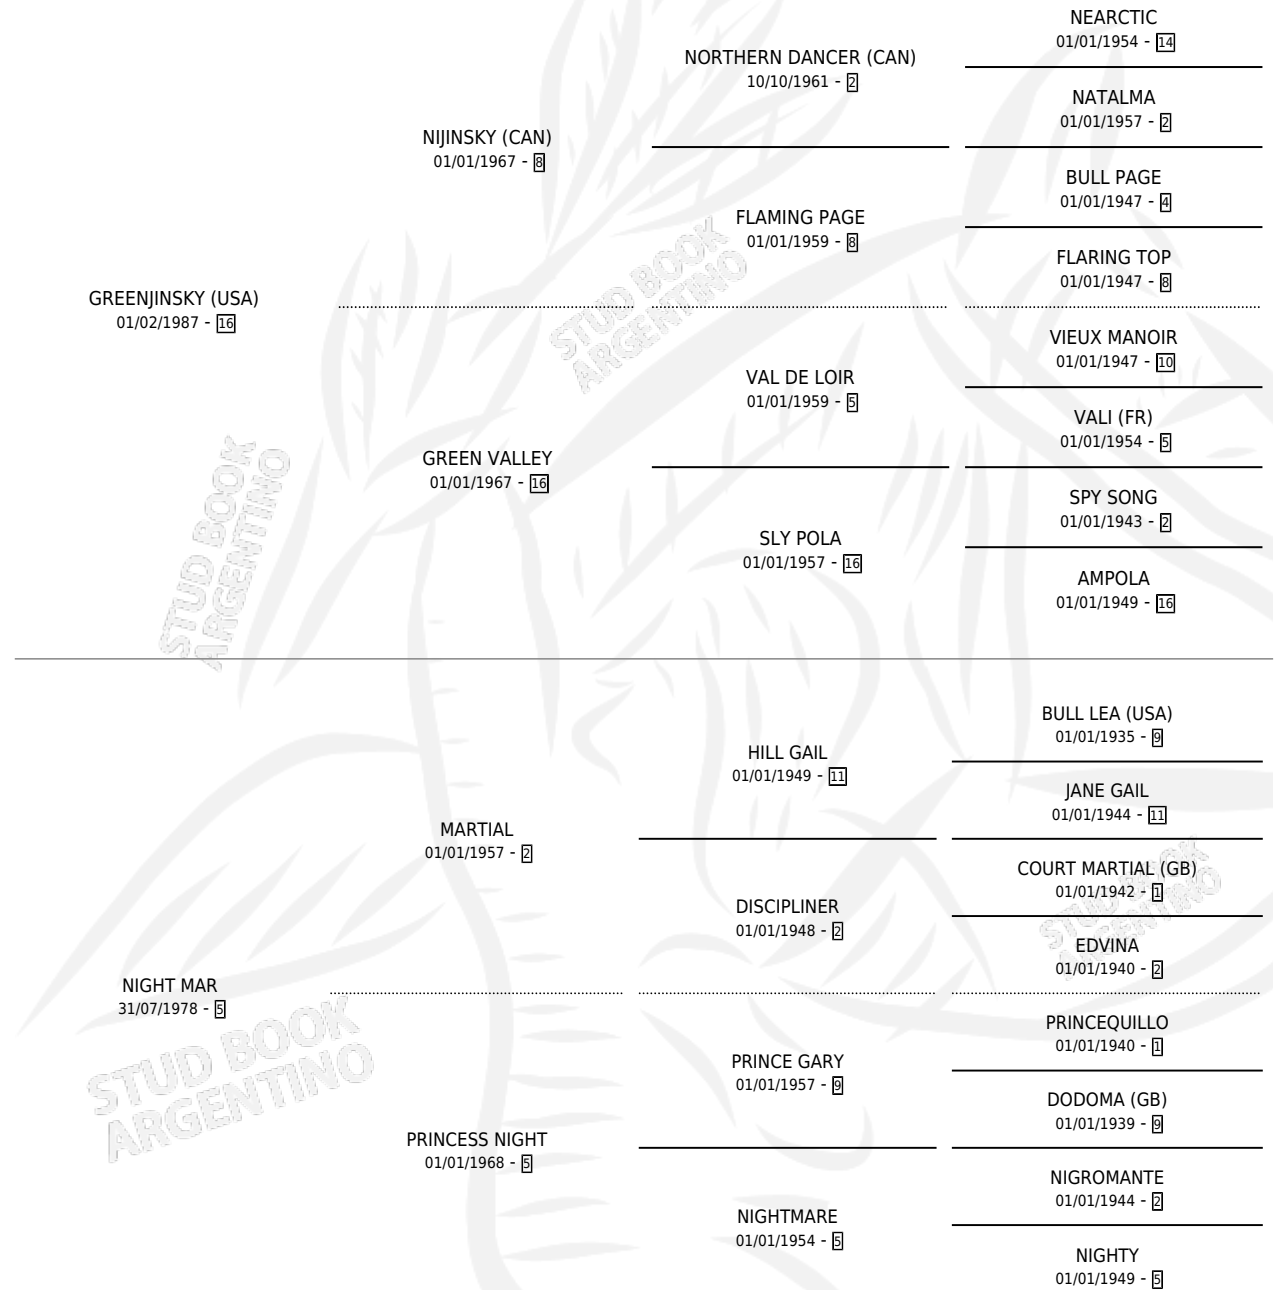 NEARCTIC
01/01/1954 - 14
NORTHERN DANCER (CAN)
10/10/1961 - 2
NATALMA
01/01/1957 - 2
NIJINSKY (CAN)
01/01/1967 - 8
BULL PAGE
01/01/1947 - 4
FLAMING PAGE
01/01/1959 - 8
FLARING TOP
01/01/1947 - 8
GREENJINSKY (USA)
01/02/1987 - 16
VIEUX MANOIR
01/01/1947 - 10
VAL DE LOIR
01/01/1959 - 5
VALI (FR)
01/01/1954 - 5
GREEN VALLEY
01/01/1967 - 16
SPY SONG
01/01/1943 - 2
SLY POLA
01/01/1957 - 16
AMPOLA
01/01/1949 - 16
BULL LEA (USA)
01/01/1935 - 9
HILL GAIL
01/01/1949 - 11
JANE GAIL
01/01/1944 - 11
MARTIAL
01/01/1957 - 2
COURT MARTIAL (GB)
01/01/1942 - 1
DISCIPLINER
01/01/1948 - 2
EDVINA
01/01/1940 - 2
NIGHT MAR
31/07/1978 - 5
PRINCEQUILLO
01/01/1940 - 1
PRINCE GARY
01/01/1957 - 9
DODOMA (GB)
01/01/1939 - 9
PRINCESS NIGHT
01/01/1968 - 5
NIGROMANTE
01/01/1944 - 2
NIGHTMARE
01/01/1954 - 5
NIGHTY
01/01/1949 - 5
STUD BOOK
ARGENTINO
STUD BOOK
ARGENTINO
STUD BOOK
ARGENTINO
STUD BOOK
ARGENTINO